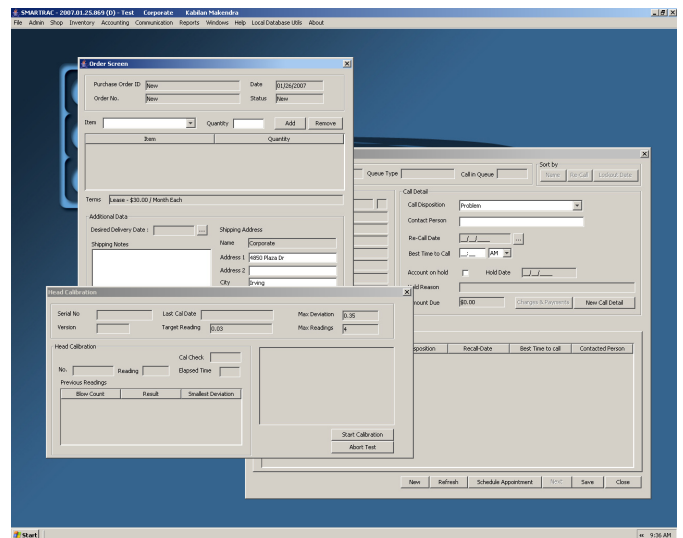 SMARTRAC - 2007.01.25.869 (D) - Test Corporate Kabilan Makendra
File Admin Shop Inventory Accounting Communication Reports Windows Help Local Database Utils About
Order Screen
Purchase Order ID New Date 01/26/2007
Order No. New Status New
Item Quantity Add Remove
Item Quantity
Terms Lease - $30.00 / Month Each
Additional Data
Desired Delivery Date : ... Shipping Address
Shipping Notes Name Corporate
Address 1 4850 Plaza Dr
Address 2
City Irving
Queue Type Call in Queue Sort by
Name Re-Call Lockout Date
Call Detail
Call Disposition Problem
Contact Person
Re-Call Date _/_/____ ...
Best Time to Call __:__ AM
Account on hold Hold Date _/_/____
Hold Reason
Amount Due $0.00 Charges & Payments New Call Detail
Disposition Recall-Date Best Time to call Contacted Person
New Refresh Schedule Appointment Next Save Close
Head Calibration
Serial No Last Cal Date Max Deviation 0.35
Version Target Reading 0.03 Max Readings 4
Head Calibration
Cal Check
No. Reading Elapsed Time
Previous Readings
Blow Count Result Smallest Deviation
Start Calibration
Abort Test
Start « 9:36 AM